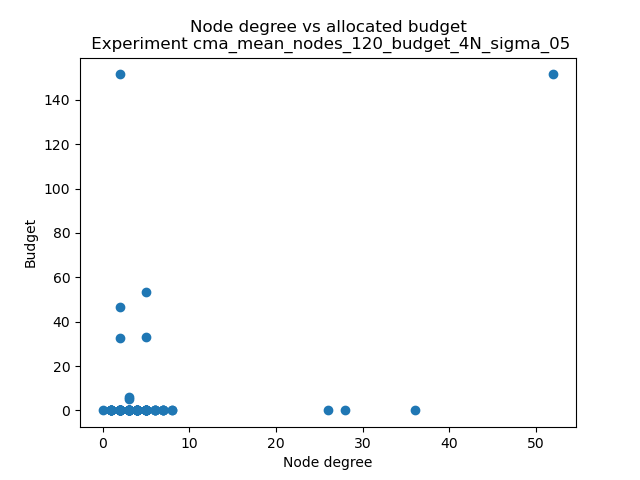 Node degree vs allocated budget
Experiment cma_mean_nodes_120_budget_4N_sigma_05
Budget
140
120
100
80
60
40
20
0
0 10 20 30 40 50
Node degree